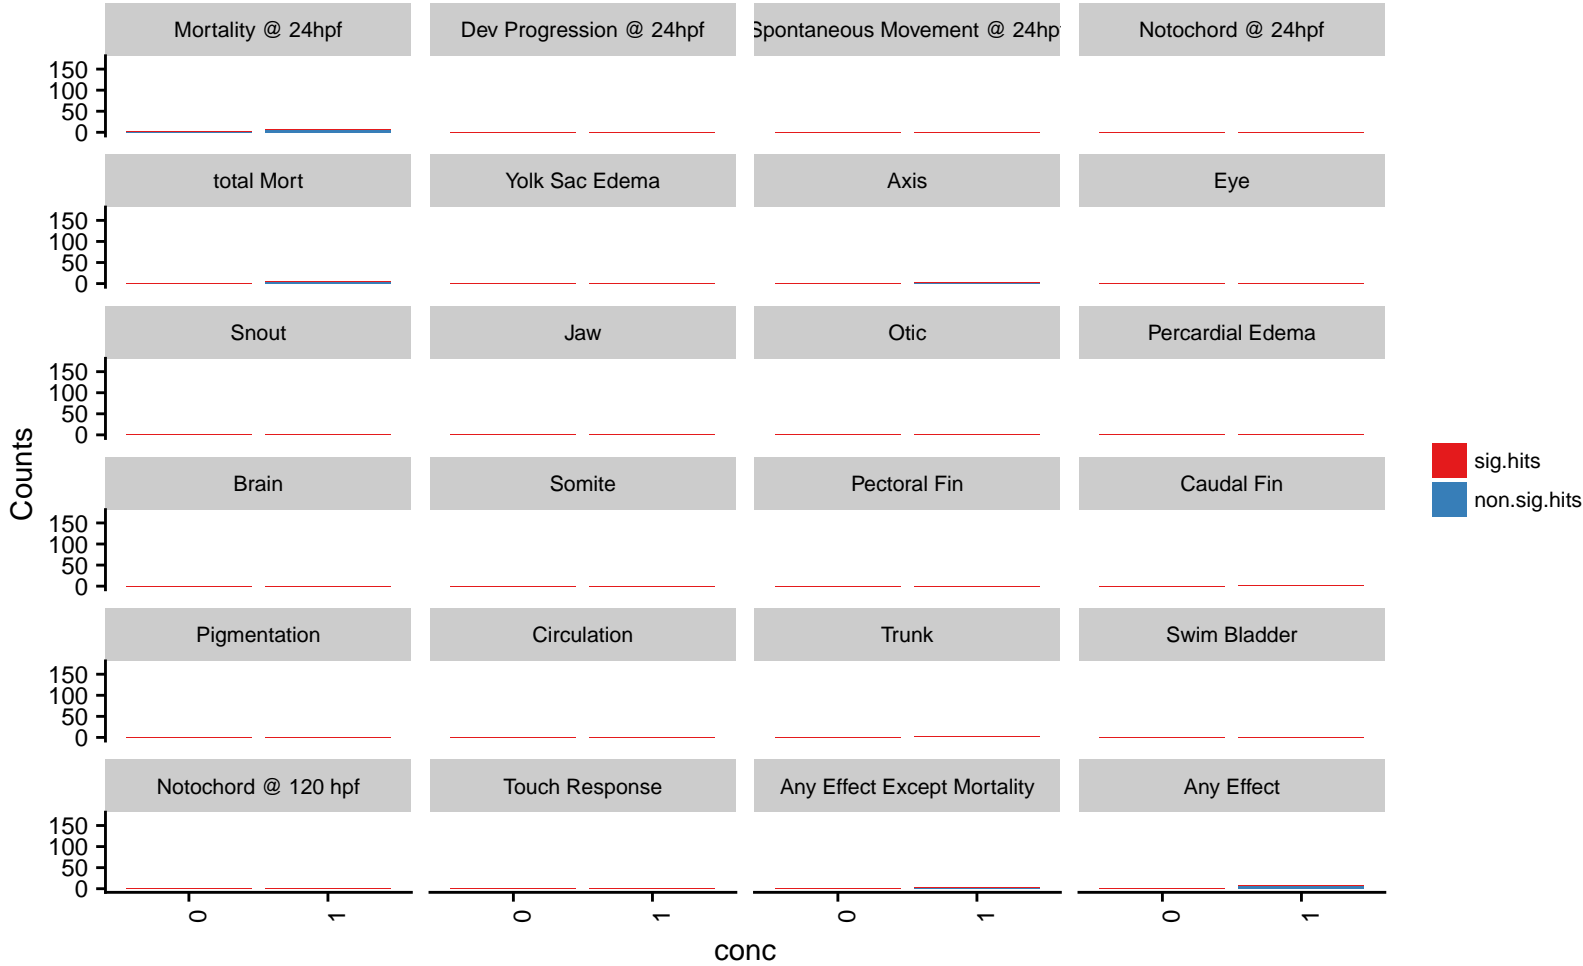 Mortality @ 24hpf Dev Progression @ 24hpf Spontaneous Movement @ 24hpf Notochord @ 24hpf
150
100
50
0
total Mort Yolk Sac Edema Axis Eye
150
100
50
0
Snout Jaw Otic Percardial Edema
150
100
50
0
Brain Somite Pectoral Fin Caudal Fin
150
100
50
0
Pigmentation Circulation Trunk Swim Bladder
150
100
50
0
Notochord @ 120 hpf Touch Response Any Effect Except Mortality Any Effect
150
100
50
0
0 1 0 1 0 1 0 1
conc
Counts
sig.hits
non.sig.hits